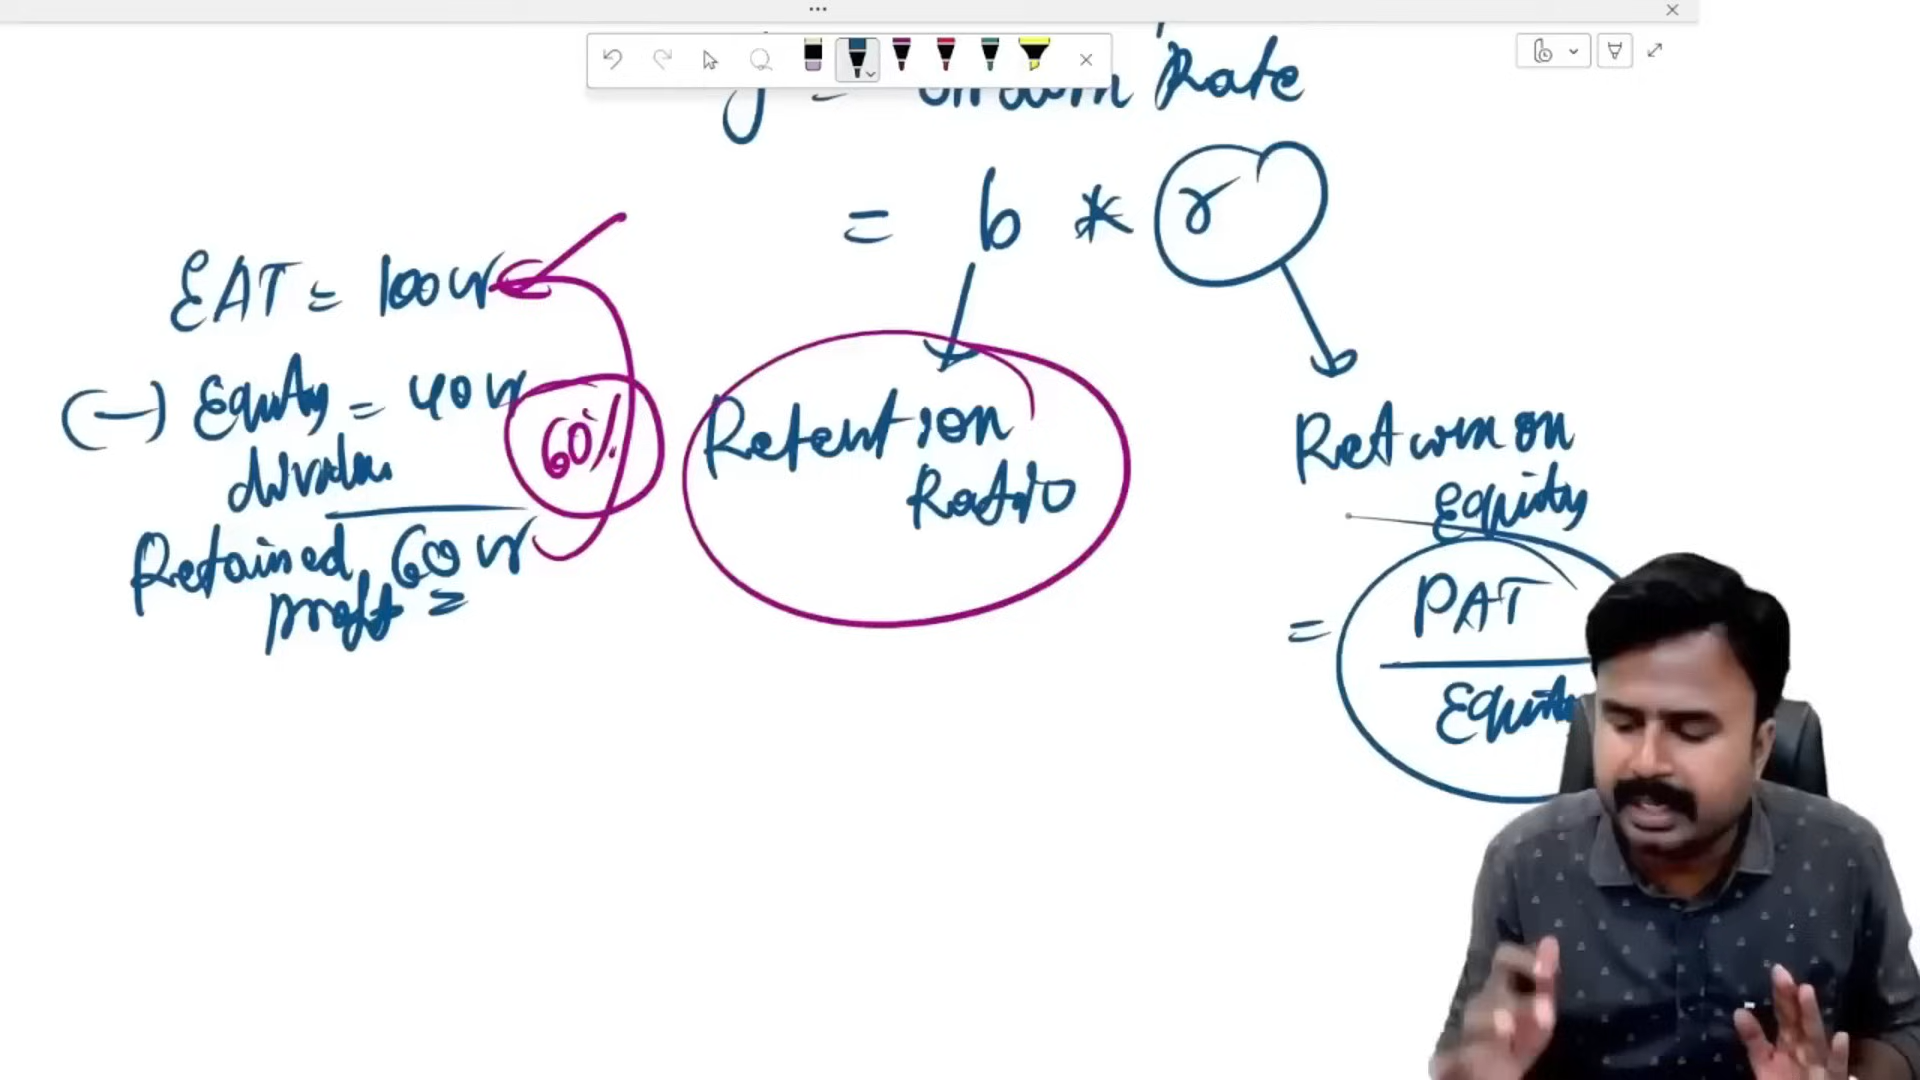 g = Growth Rate
= b * r
EAT = 100 cr
(-) Equity = 40 cr
60%
Retention
Ratio
Return on
Equity
Retained 60 cr
profit =
= PAT
Equity